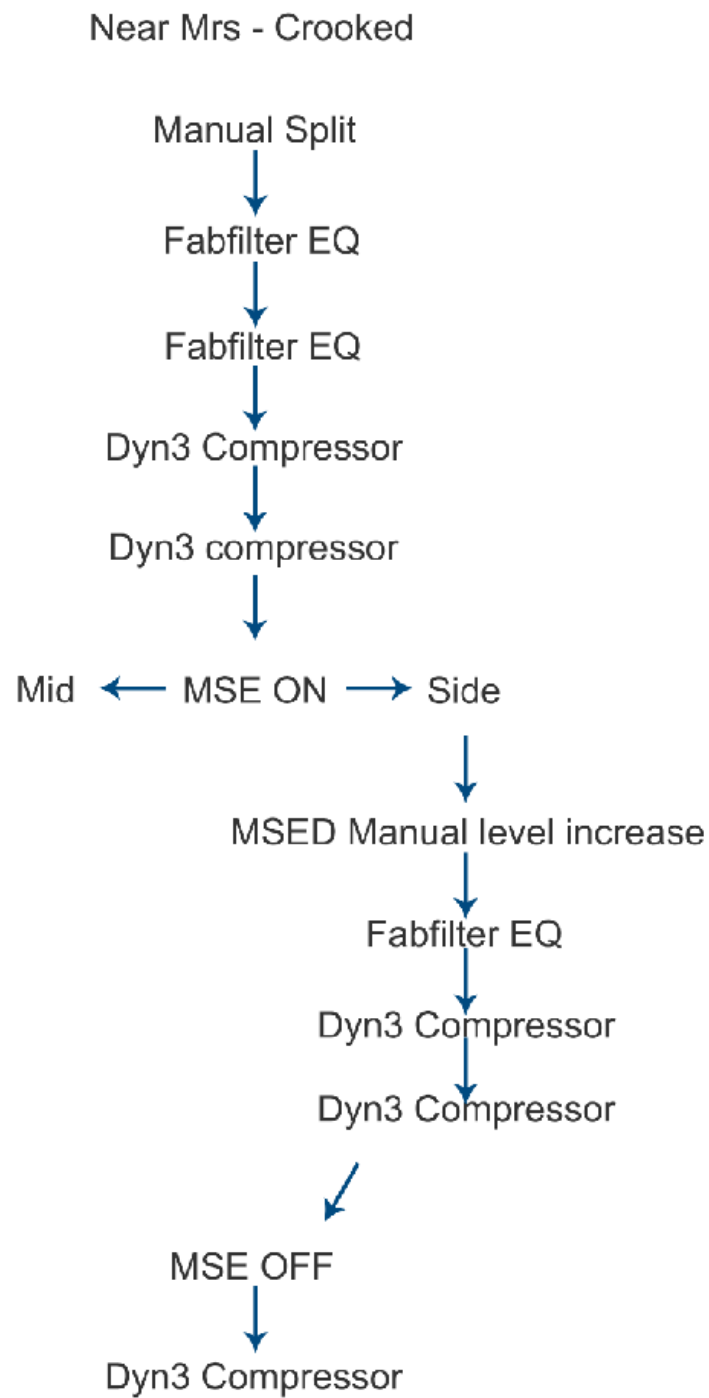 Near Mrs - Crooked
Manual Split
Fabfilter EQ
Fabfilter EQ
Dyn3 Compressor
Dyn3 compressor
Mid MSE ON Side
MSED Manual level increase
Fabfilter EQ
Dyn3 Compressor
Dyn3 Compressor
MSE OFF
Dyn3 Compressor